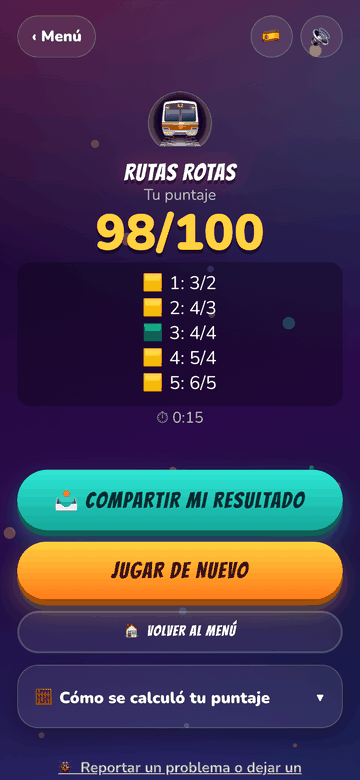 ‹ Menú
RUTAS ROTAS
Tu puntaje
98/100
1: 3/2
2: 4/3
3: 4/4
4: 5/4
5: 6/5
0:15
COMPARTIR MI RESULTADO
JUGAR DE NUEVO
VOLVER AL MENÚ
Cómo se calculó tu puntaje ▼
Reportar un problema o dejar un